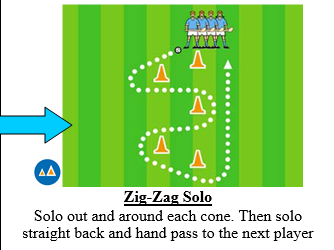 Zig-Zag Solo
Solo out and around each cone. Then solo
straight back and hand pass to the next player